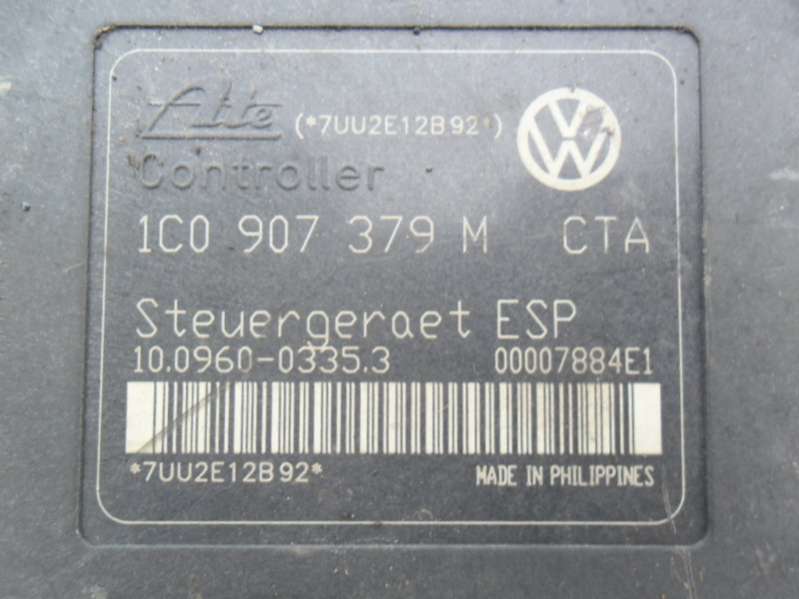 Ate (*7UU2E12B92*)
Controller
1C0 907 379 M CTA
Steuergeraet ESP
10.0960-0335.3 00007884E1
*7UU2E12B92* MADE IN PHILIPPINES